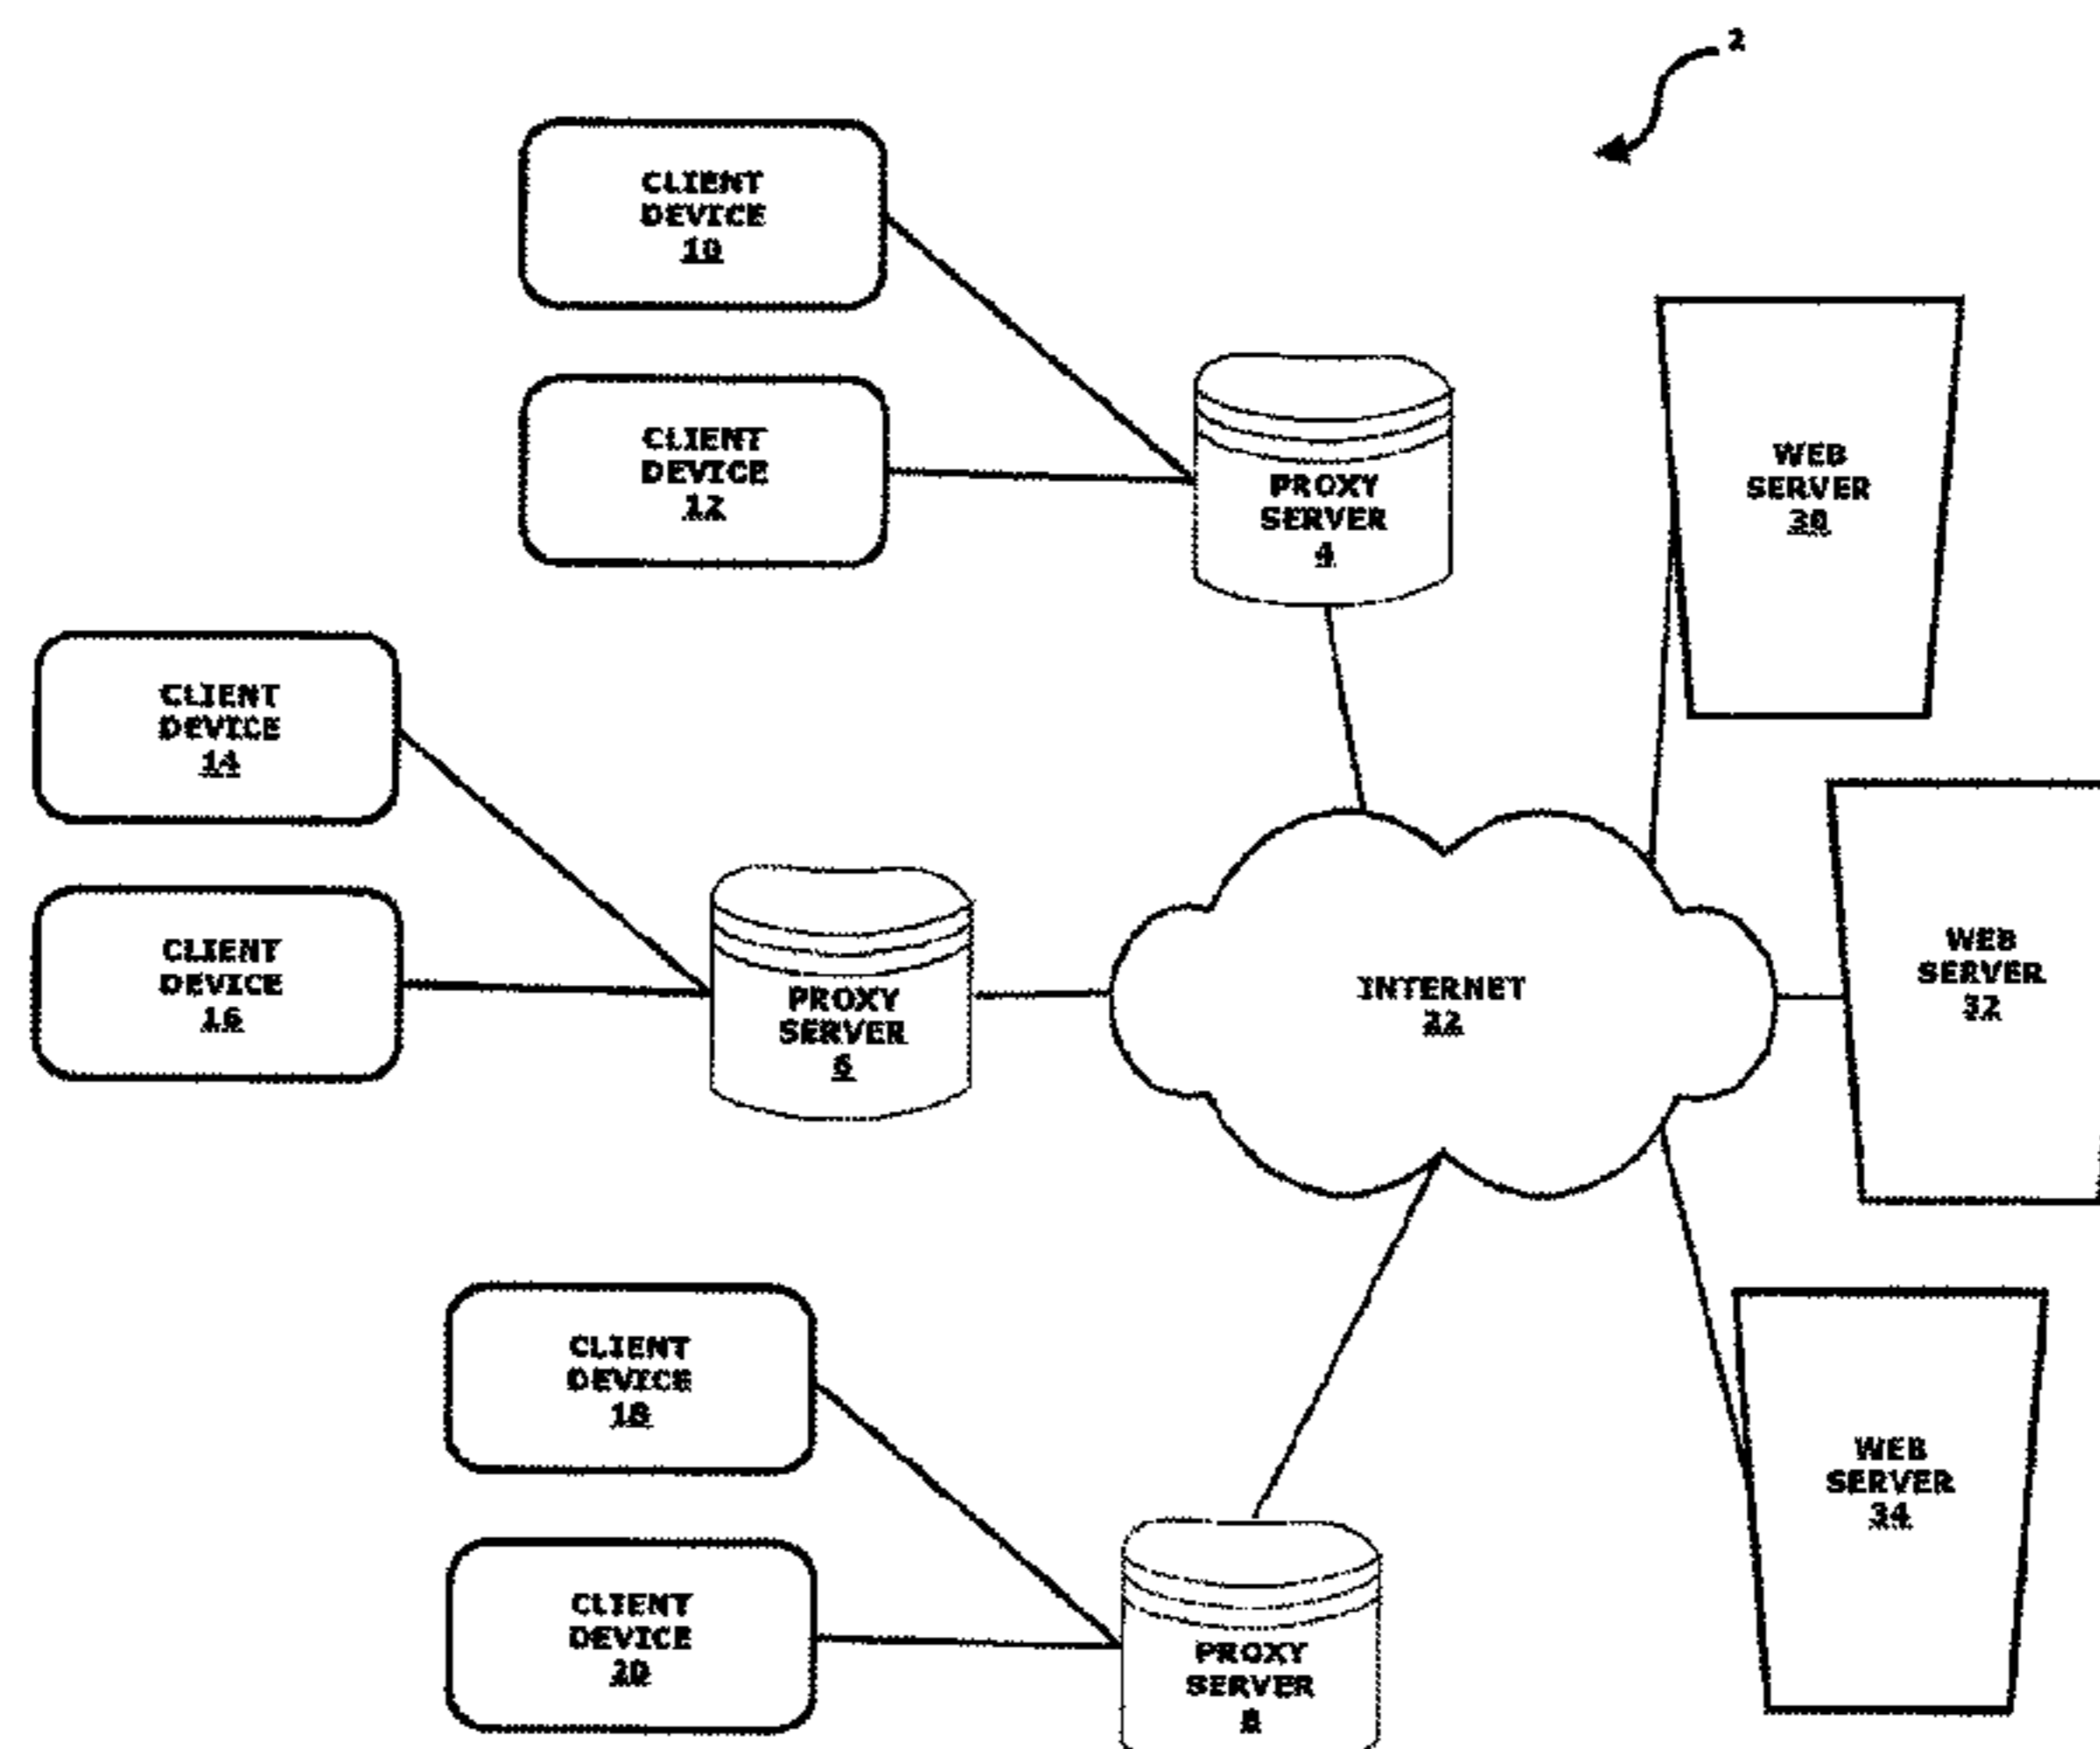 2
CLIENT
DEVICE
10
CLIENT
DEVICE
12
PROXY
SERVER
4
WEB
SERVER
30
CLIENT
DEVICE
14
CLIENT
DEVICE
16
PROXY
SERVER
6
INTERNET
22
WEB
SERVER
32
CLIENT
DEVICE
18
CLIENT
DEVICE
20
PROXY
SERVER
8
WEB
SERVER
34